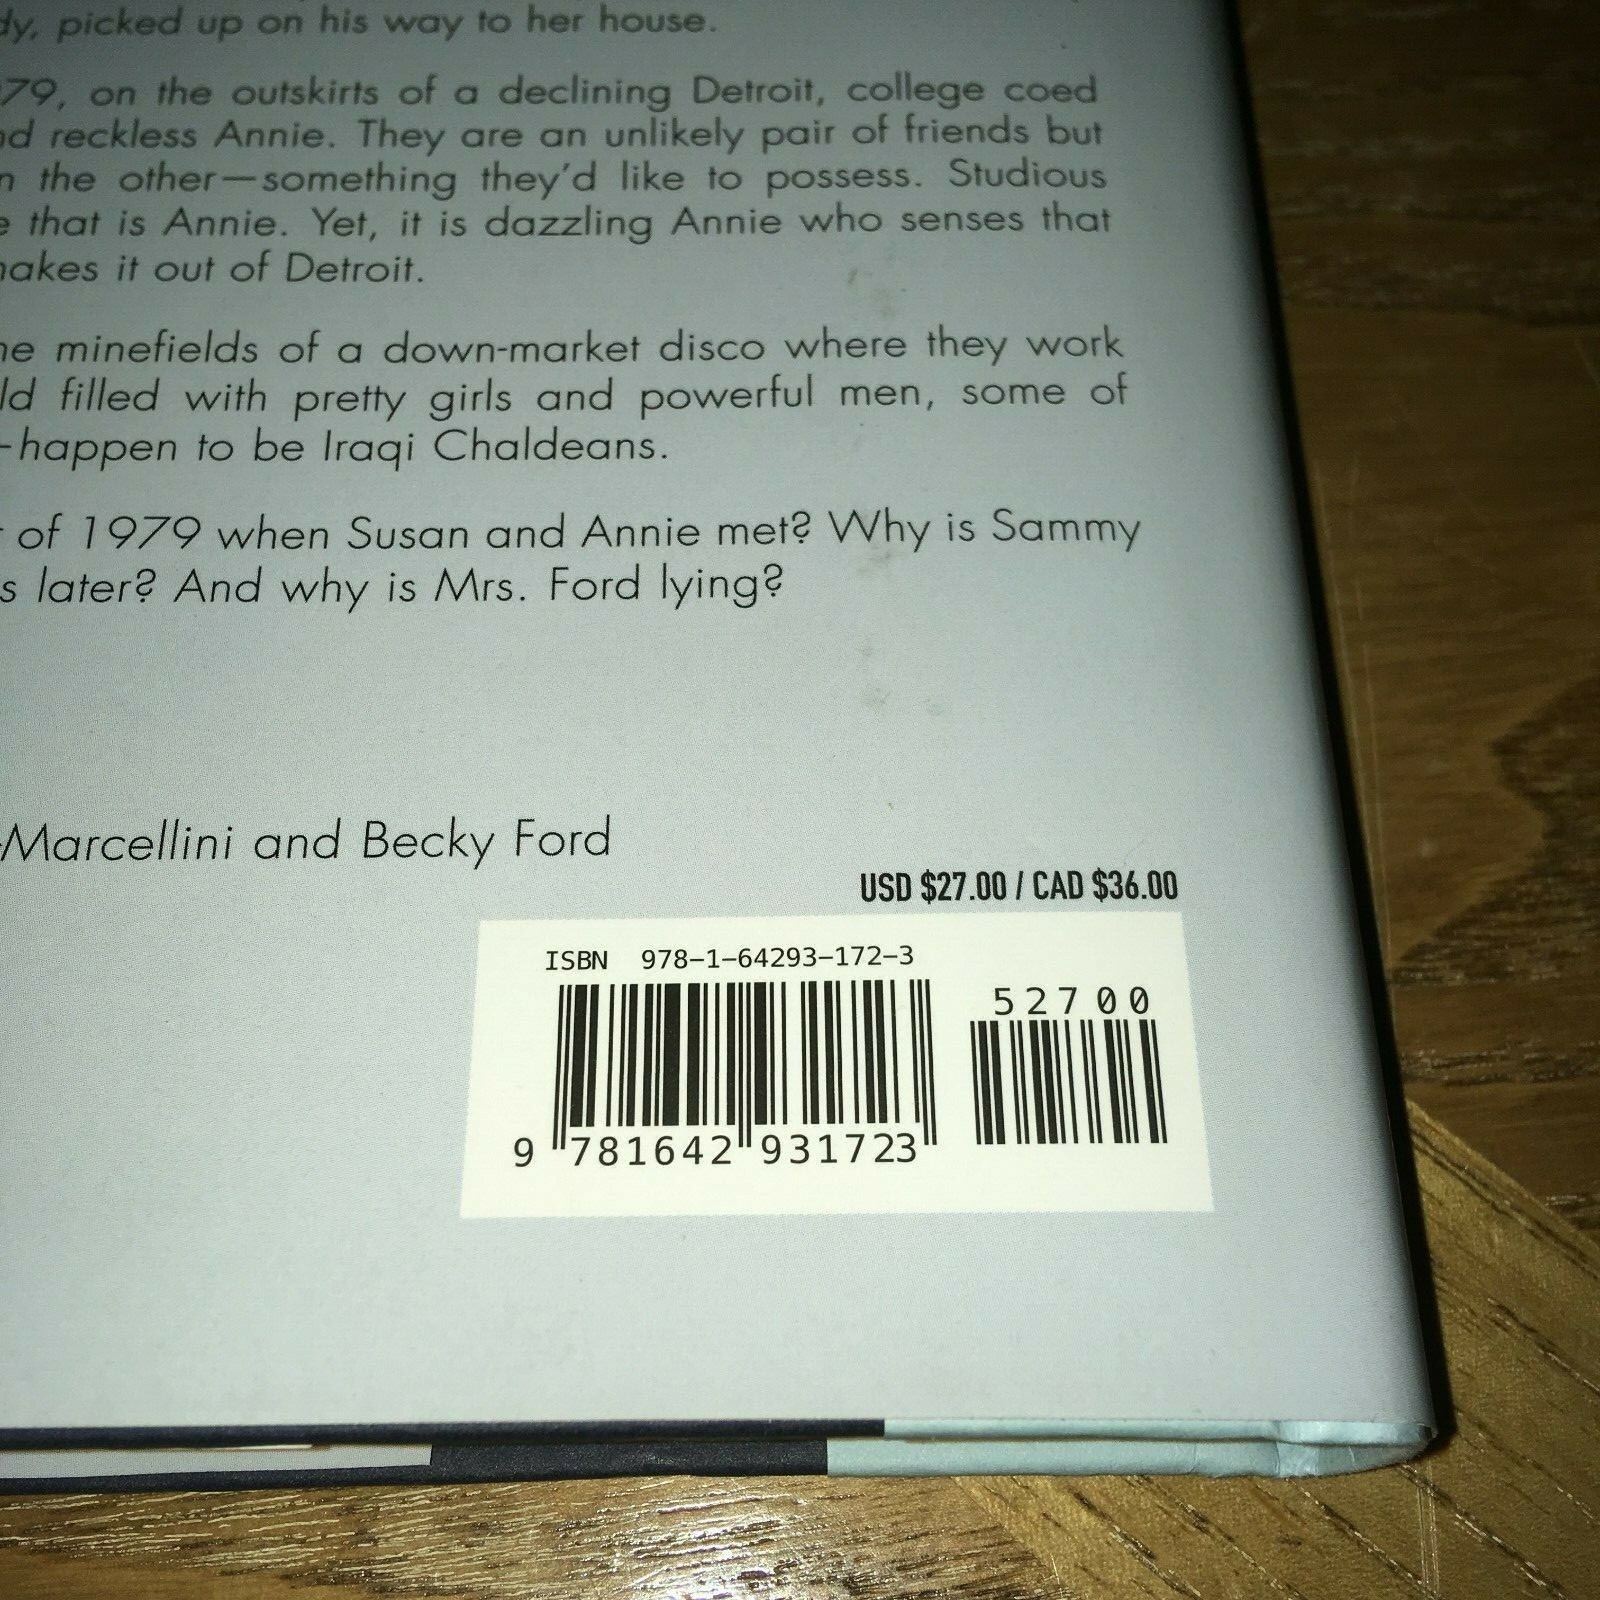 picked up on his way to her house.
79, on the outskirts of a declining Detroit, college coed
reckless Annie. They are an unlikely pair of friends but
the other—something they'd like to possess. Studious
that is Annie. Yet, it is dazzling Annie who senses that
it out of Detroit.
minefields of a down-market disco where they work
filled with pretty girls and powerful men, some of
—happen to be Iraqi Chaldeans.
of 1979 when Susan and Annie met? Why is Sammy
later? And why is Mrs. Ford lying?
Marcellini and Becky Ford
USD $27.00 / CAD $36.00
ISBN 978-1-64293-172-3
52700
9 781642 931723